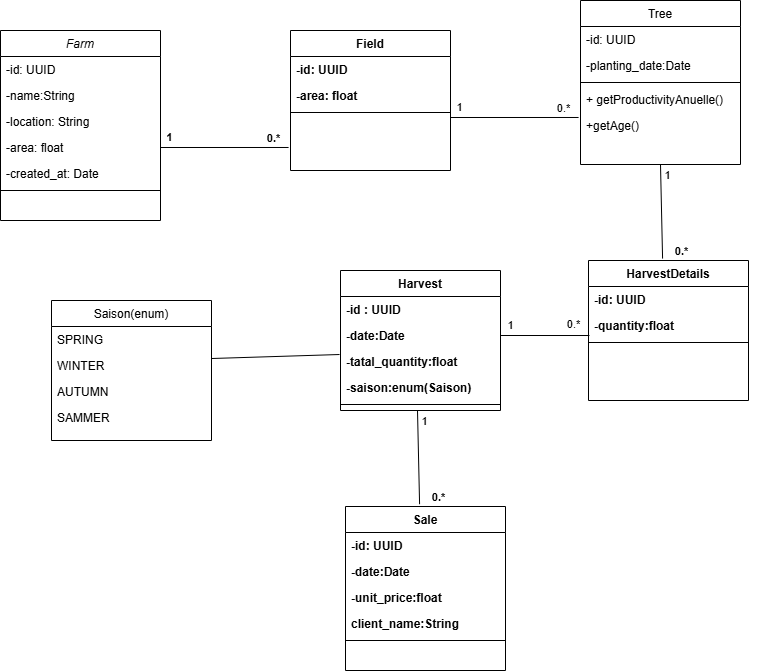 Farm
-id: UUID
-name:String
-location: String
-area: float
-created_at: Date
1
0.*
Field
-id: UUID
-area: float
1
0.*
Tree
-id: UUID
-planting_date:Date
+ getProductivityAnuelle()
+getAge()
1
0.*
HarvestDetails
-id: UUID
-quantity:float
Harvest
-id : UUID
-date:Date
-tatal_quantity:float
-saison:enum(Saison)
1
0.*
Saison(enum)
SPRING
WINTER
AUTUMN
SAMMER
1
0.*
Sale
-id: UUID
-date:Date
-unit_price:float
client_name:String